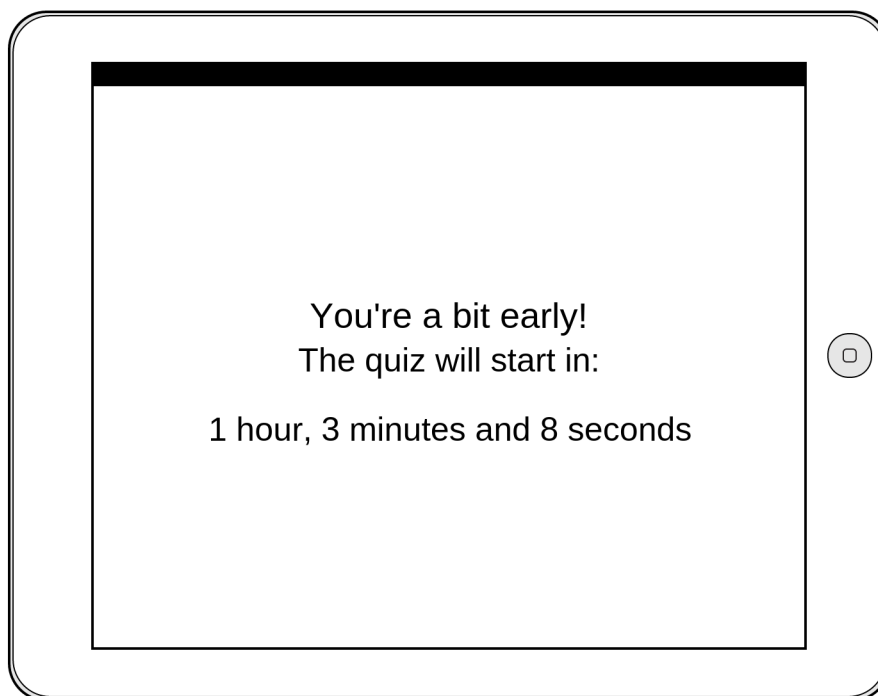 You're a bit early!
The quiz will start in:
1 hour, 3 minutes and 8 seconds